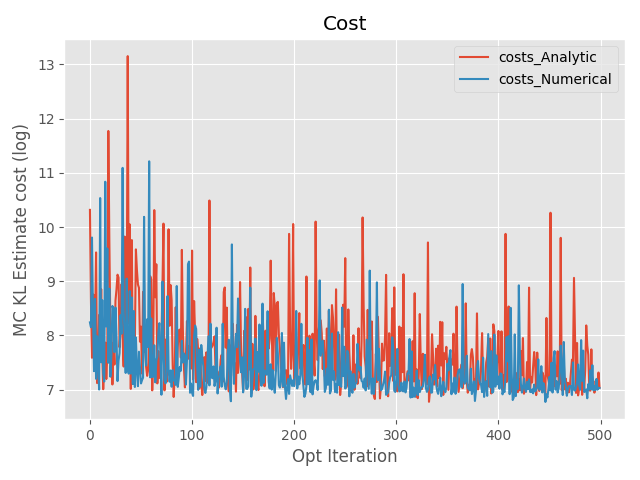 Cost
costs_Analytic
costs_Numerical
MC KL Estimate cost (log)
13
12
11
10
9
8
7
0 100 200 300 400 500
Opt Iteration